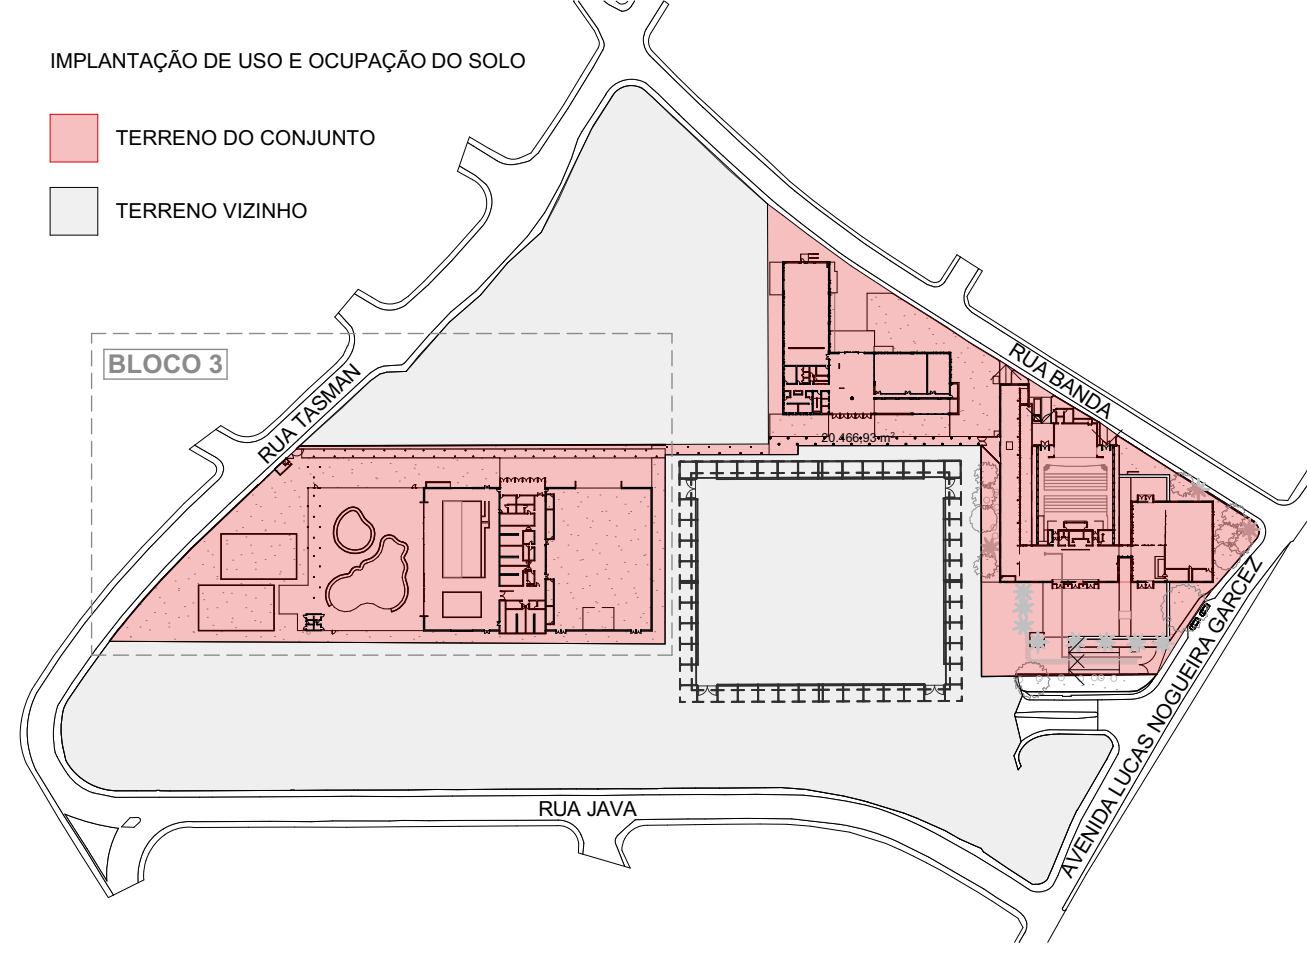 IMPLANTAÇÃO DE USO E OCUPAÇÃO DO SOLO
TERRENO DO CONJUNTO
TERRENO VIZINHO
BLOCO 3
RUA TASMAN
RUA BANDA
20.466,93 m²
AVENIDA LUCAS NOGUEIRA GARCEZ
RUA JAVA